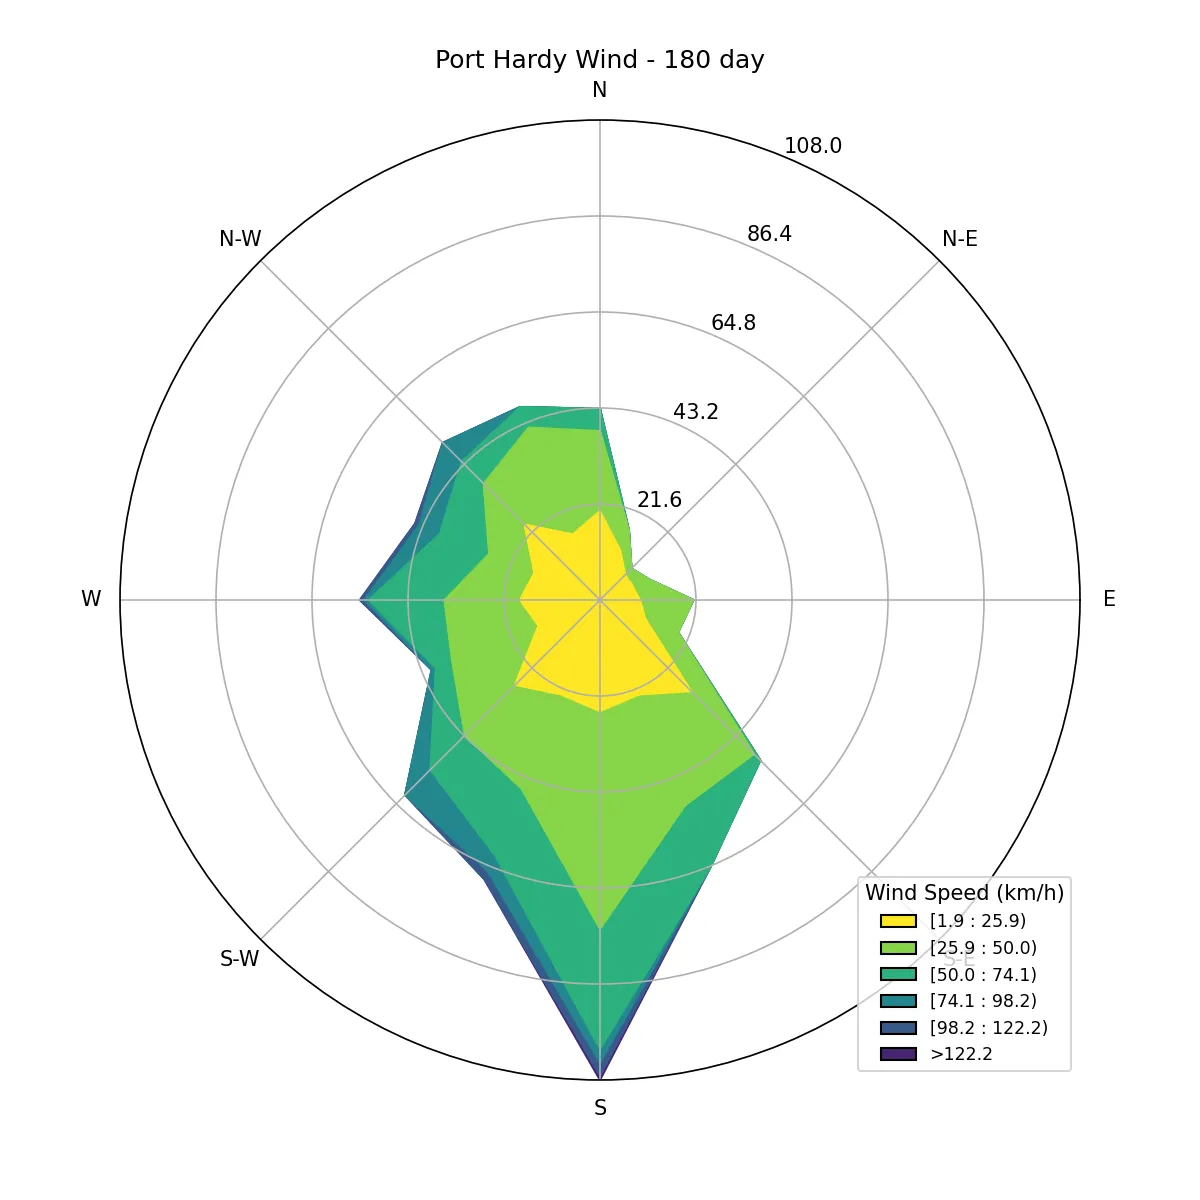 Port Hardy Wind - 180 day
N
108.0
N-W
N-E
86.4
64.8
43.2
21.6
W
E
Wind Speed (km/h)
[1.9 : 25.9)
[25.9 : 50.0)
S-W
S-E
[50.0 : 74.1)
[74.1 : 98.2)
[98.2 : 122.2)
>122.2
S